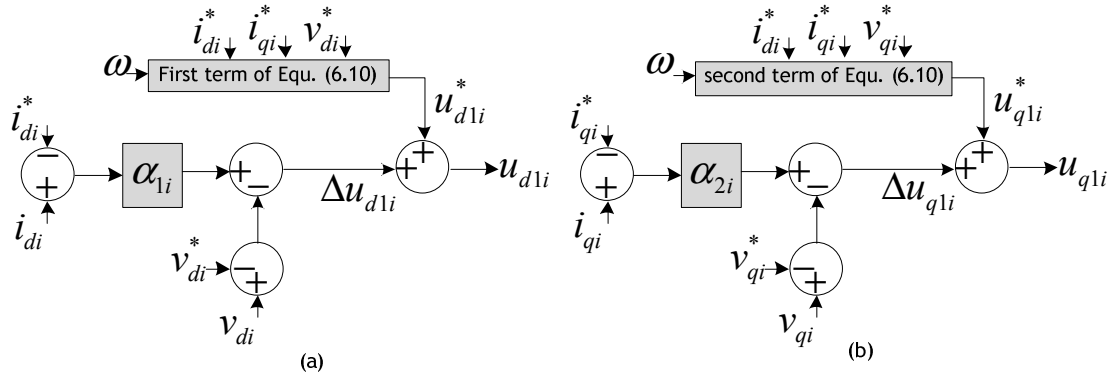 i*di i*qi v*di
ω First term of Equ. (6.10)
u*d1i
i*di
− + α1i + − Δud1i + + ud1i
idi
v*di − +
vdi
(a)
i*di i*qi v*qi
ω second term of Equ. (6.10)
u*q1i
i*qi
− + α2i + − Δuq1i + + uq1i
iqi
v*qi − +
vqi
(b)